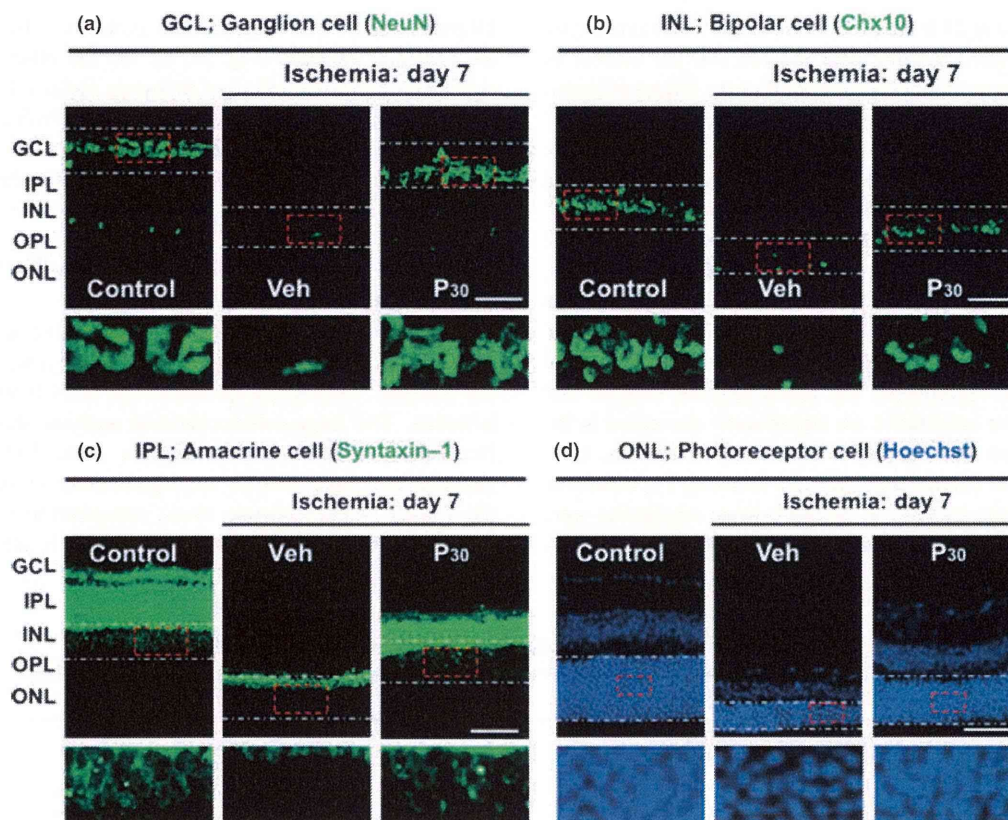 (a) GCL; Ganglion cell (NeuN)
Ischemia: day 7
GCL
IPL
INL
OPL
ONL
Control
Veh
P30
(b) INL; Bipolar cell (Chx10)
Ischemia: day 7
Control
Veh
P30
(c) IPL; Amacrine cell (Syntaxin–1)
Ischemia: day 7
Control
Veh
P30
GCL
IPL
INL
OPL
ONL
(d) ONL; Photoreceptor cell (Hoechst)
Ischemia: day 7
Control
Veh
P30